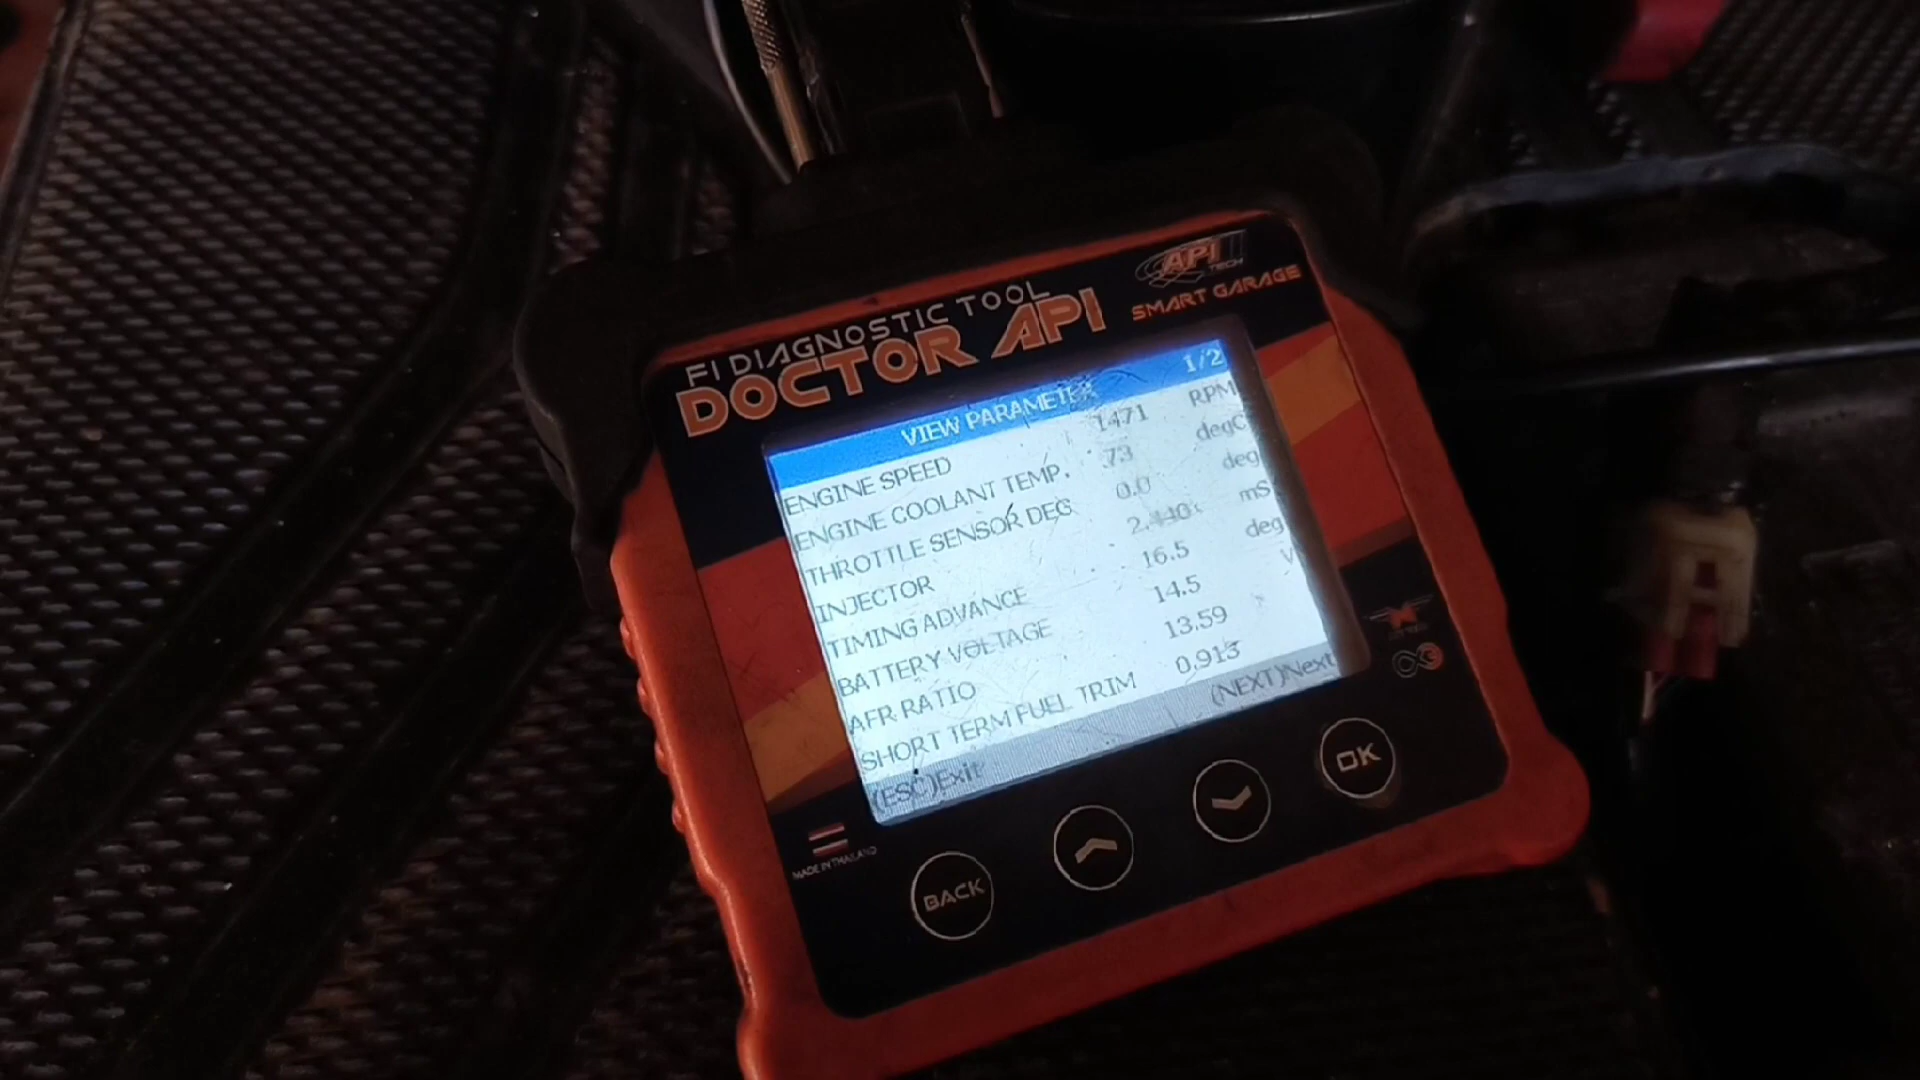 FI DIAGNOSTIC TOOL
DOCTOR API
API
TECH
SMART GARAGE
VIEW PARAMETER 1/2
ENGINE SPEED 1471 RPM
ENGINE COOLANT TEMP. 73 degC
THROTTLE SENSOR DEG 0.0 deg
INJECTOR mS
TIMING ADVANCE 16.5 deg
BATTERY VOLTAGE 14.5 V
AFR RATIO 13.59
SHORT TERM FUEL TRIM 0.913
(ESC)Exit (NEXT)Next
MADE IN THAILAND
BACK
OK